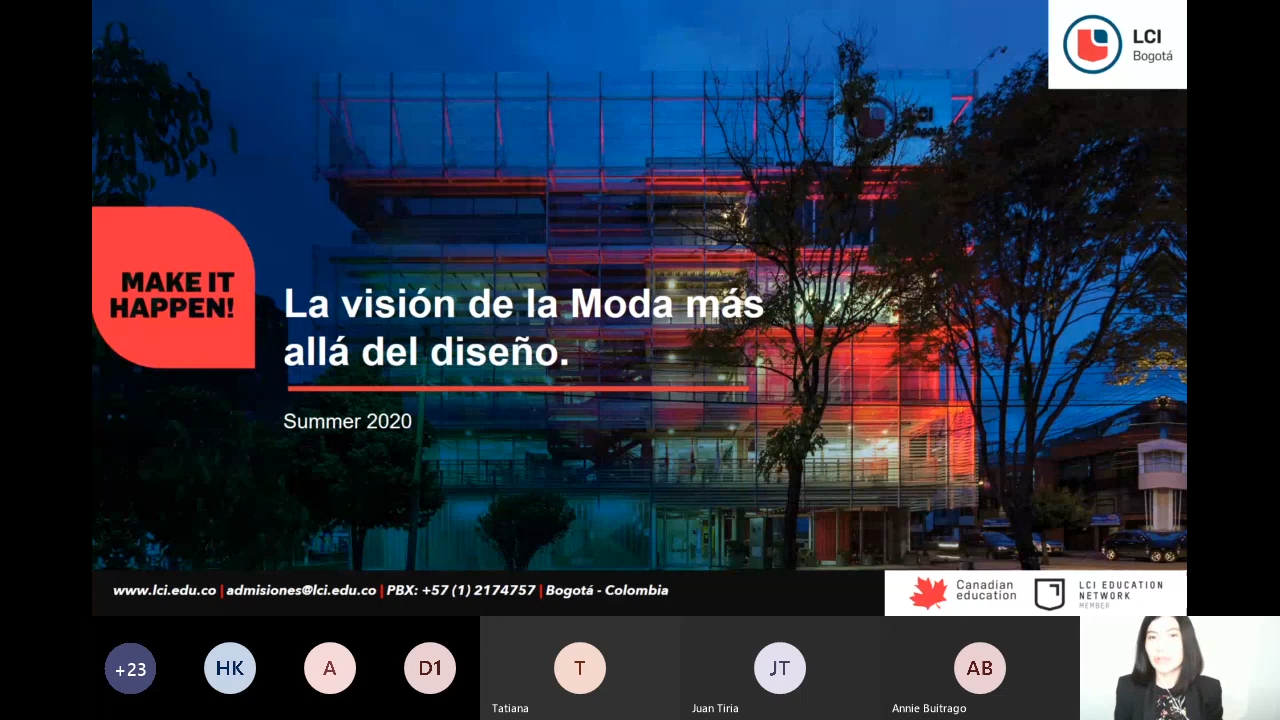 LCI
Bogotá
LCI
Bogotá
MAKE IT
HAPPEN!
La visión de la Moda más
allá del diseño.
Summer 2020
www.lci.edu.co | admisiones@lci.edu.co | PBX: +57 (1) 2174757 | Bogotá - Colombia
Canadian
education
LCI EDUCATION
NETWORK
MEMBER
+23
HK
A
D1
T
JT
AB
Tatiana
Juan Tiria
Annie Buitrago